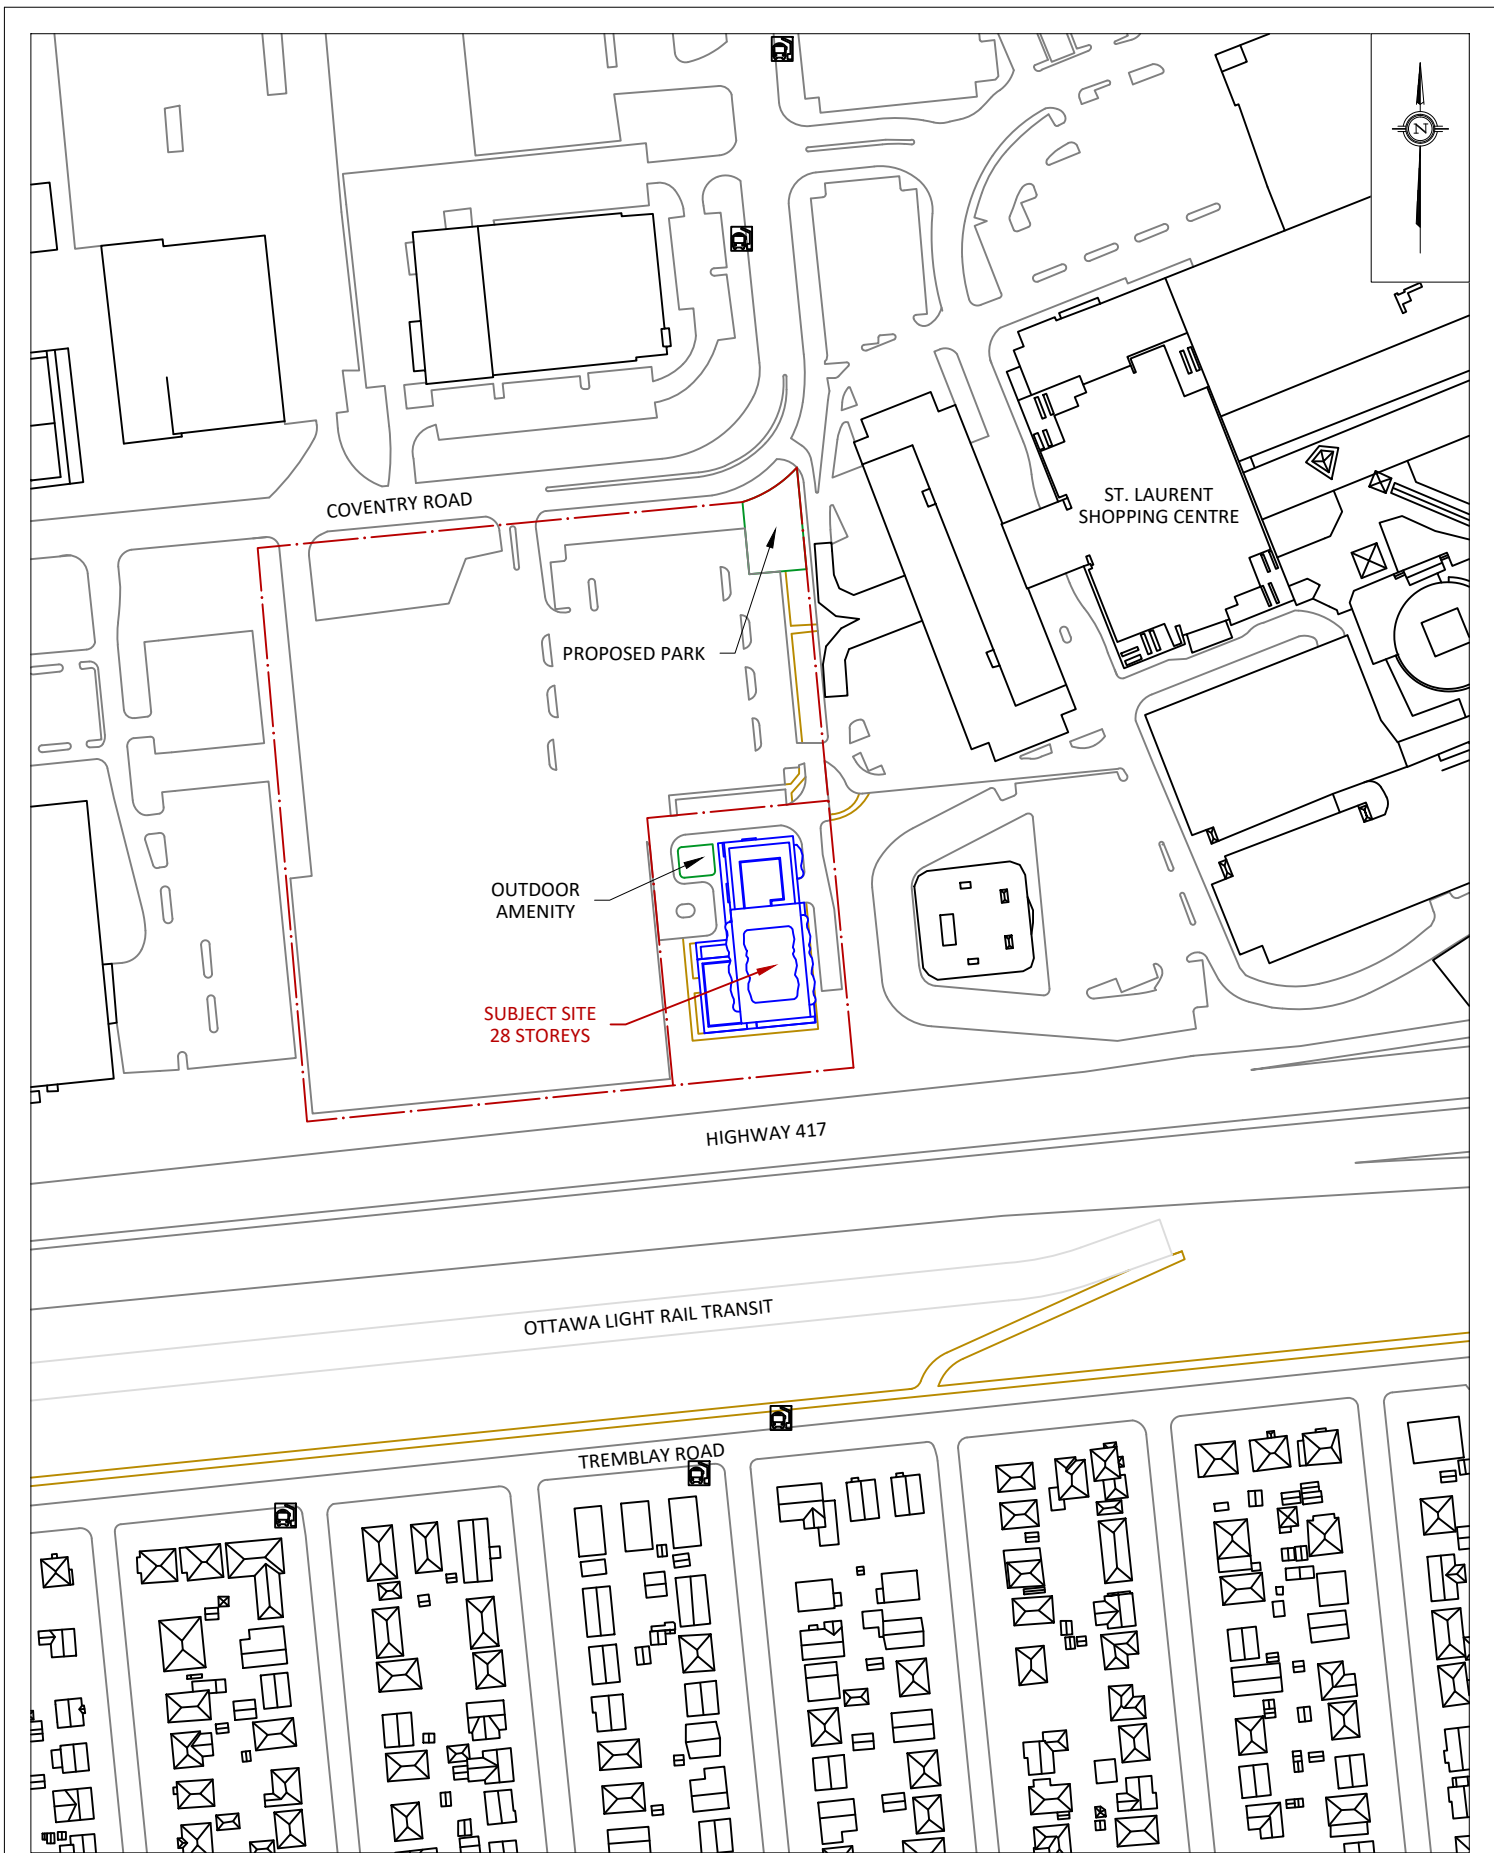 N
COVENTRY ROAD
ST. LAURENT
SHOPPING CENTRE
PROPOSED PARK
OUTDOOR
AMENITY
SUBJECT SITE
28 STOREYS
HIGHWAY 417
OTTAWA LIGHT RAIL TRANSIT
TREMBLAY ROAD